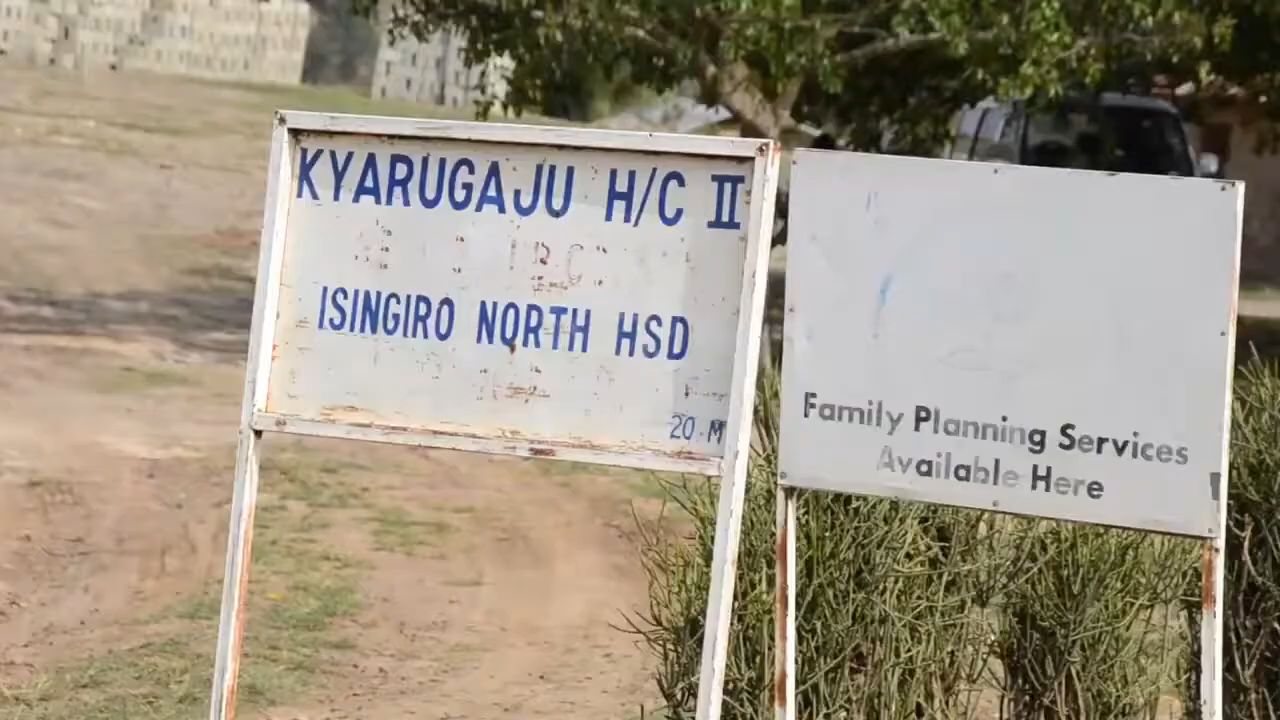 KYARUGAJU H/C II
ISINGIRO NORTH HSD
20 M
Family Planning Services
Available Here